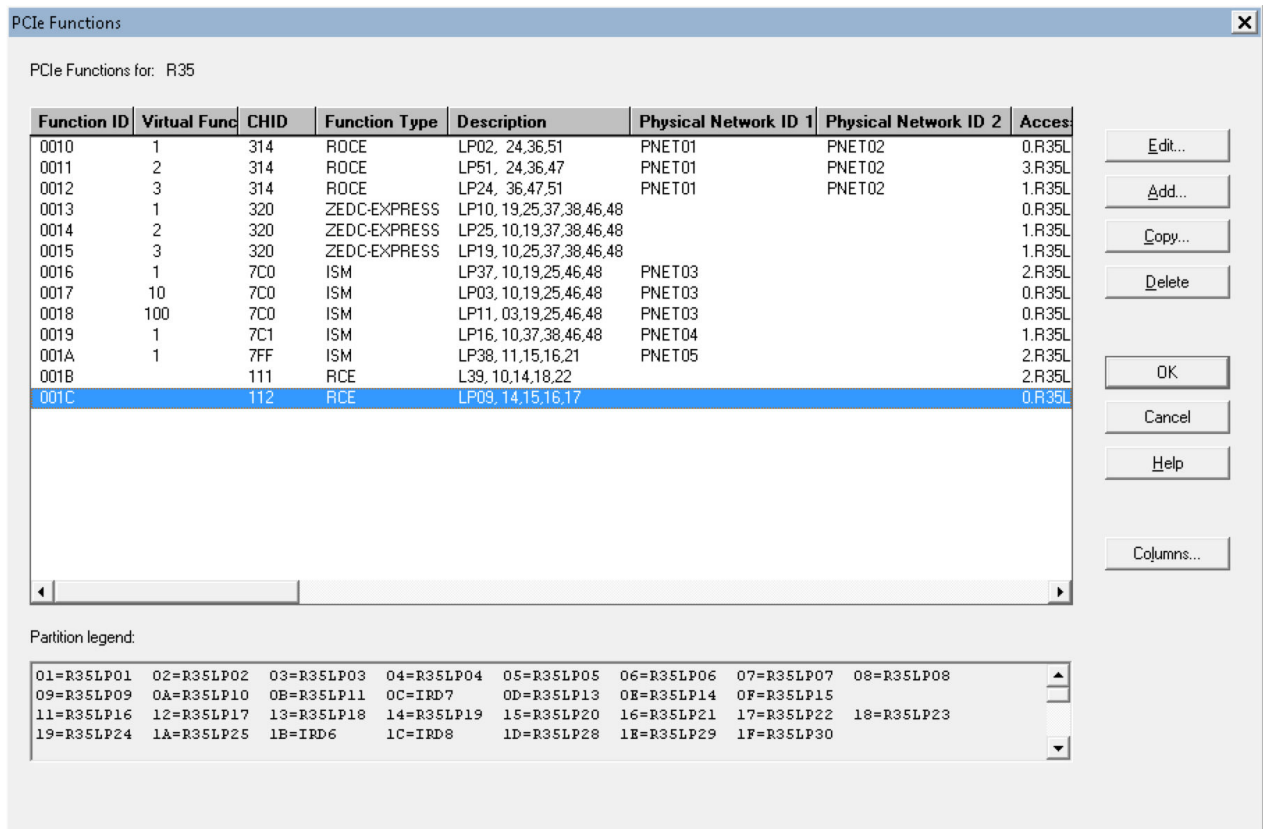 PCIe Functions
PCIe Functions for: R35
Function ID Virtual Func CHID Function Type Description Physical Network ID 1 Physical Network ID 2 Acces
0010 1 314 ROCE LP02, 24,36,51 PNET01 PNET02 0.R35L
0011 2 314 ROCE LP51, 24,36,47 PNET01 PNET02 3.R35L
0012 3 314 ROCE LP24, 36,47,51 PNET01 PNET02 1.R35L
0013 1 320 ZEDC-EXPRESS LP10, 19,25,37,38,46,48 0.R35L
0014 2 320 ZEDC-EXPRESS LP25, 10,19,37,38,46,48 1.R35L
0015 3 320 ZEDC-EXPRESS LP19, 10,25,37,38,46,48 1.R35L
0016 1 7C0 ISM LP37, 10,19,25,46,48 PNET03 2.R35L
0017 10 7C0 ISM LP03, 10,19,25,46,48 PNET03 0.R35L
0018 100 7C0 ISM LP11, 03,19,25,46,48 PNET03 0.R35L
0019 1 7C1 ISM LP16, 10,37,38,46,48 PNET04 1.R35L
001A 1 7FF ISM LP38, 11,15,16,21 PNET05 2.R35L
001B 111 RCE L39, 10,14,18,22 2.R35L
001C 112 RCE LP09, 14,15,16,17 0.R35L
Edit...
Add...
Copy...
Delete
OK
Cancel
Help
Columns...
Partition legend:
01=R35LP01 02=R35LP02 03=R35LP03 04=R35LP04 05=R35LP05 06=R35LP06 07=R35LP07 08=R35LP08
09=R35LP09 0A=R35LP10 0B=R35LP11 0C=IRD7 0D=R35LP13 0E=R35LP14 0F=R35LP15
11=R35LP16 12=R35LP17 13=R35LP18 14=R35LP19 15=R35LP20 16=R35LP21 17=R35LP22 18=R35LP23
19=R35LP24 1A=R35LP25 1B=IRD6 1C=IRD8 1D=R35LP28 1E=R35LP29 1F=R35LP30